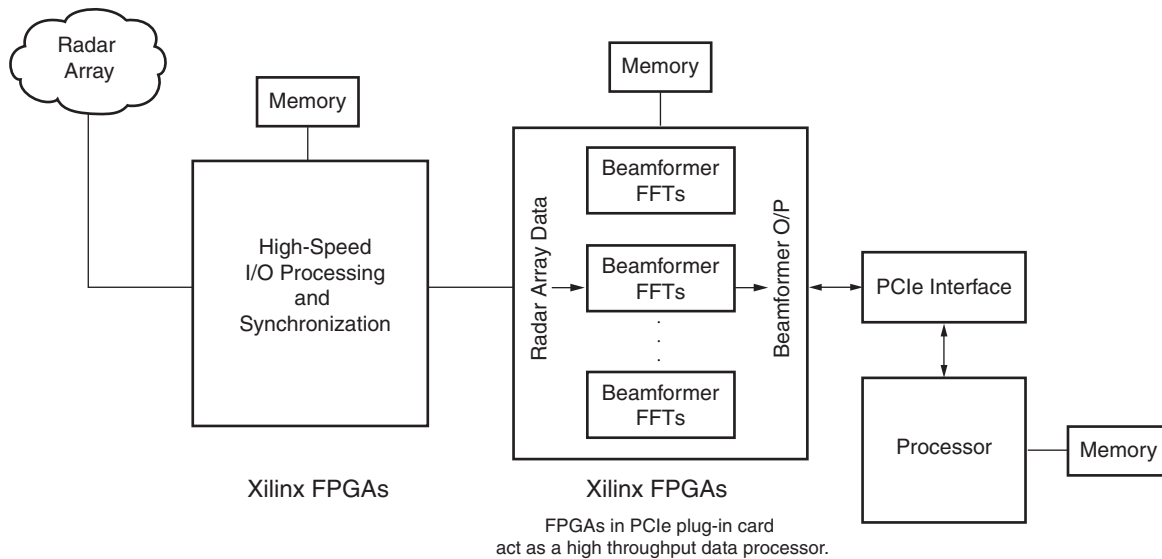 Radar
Array
Memory
High-Speed
I/O Processing
and
Synchronization
Xilinx FPGAs
Memory
Radar Array Data
Beamformer
FFTs
Beamformer
FFTs
Beamformer
FFTs
Beamformer O/P
Xilinx FPGAs
FPGAs in PCIe plug-in card
act as a high throughput data processor.
PCIe Interface
Processor
Memory